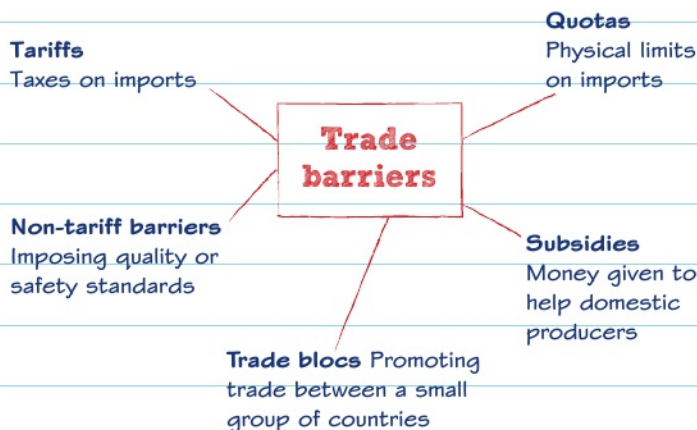 Tariffs
Taxes on imports
Quotas
Physical limits
on imports
Trade
barriers
Non-tariff barriers
Imposing quality or
safety standards
Subsidies
Money given to
help domestic
producers
Trade blocs Promoting
trade between a small
group of countries